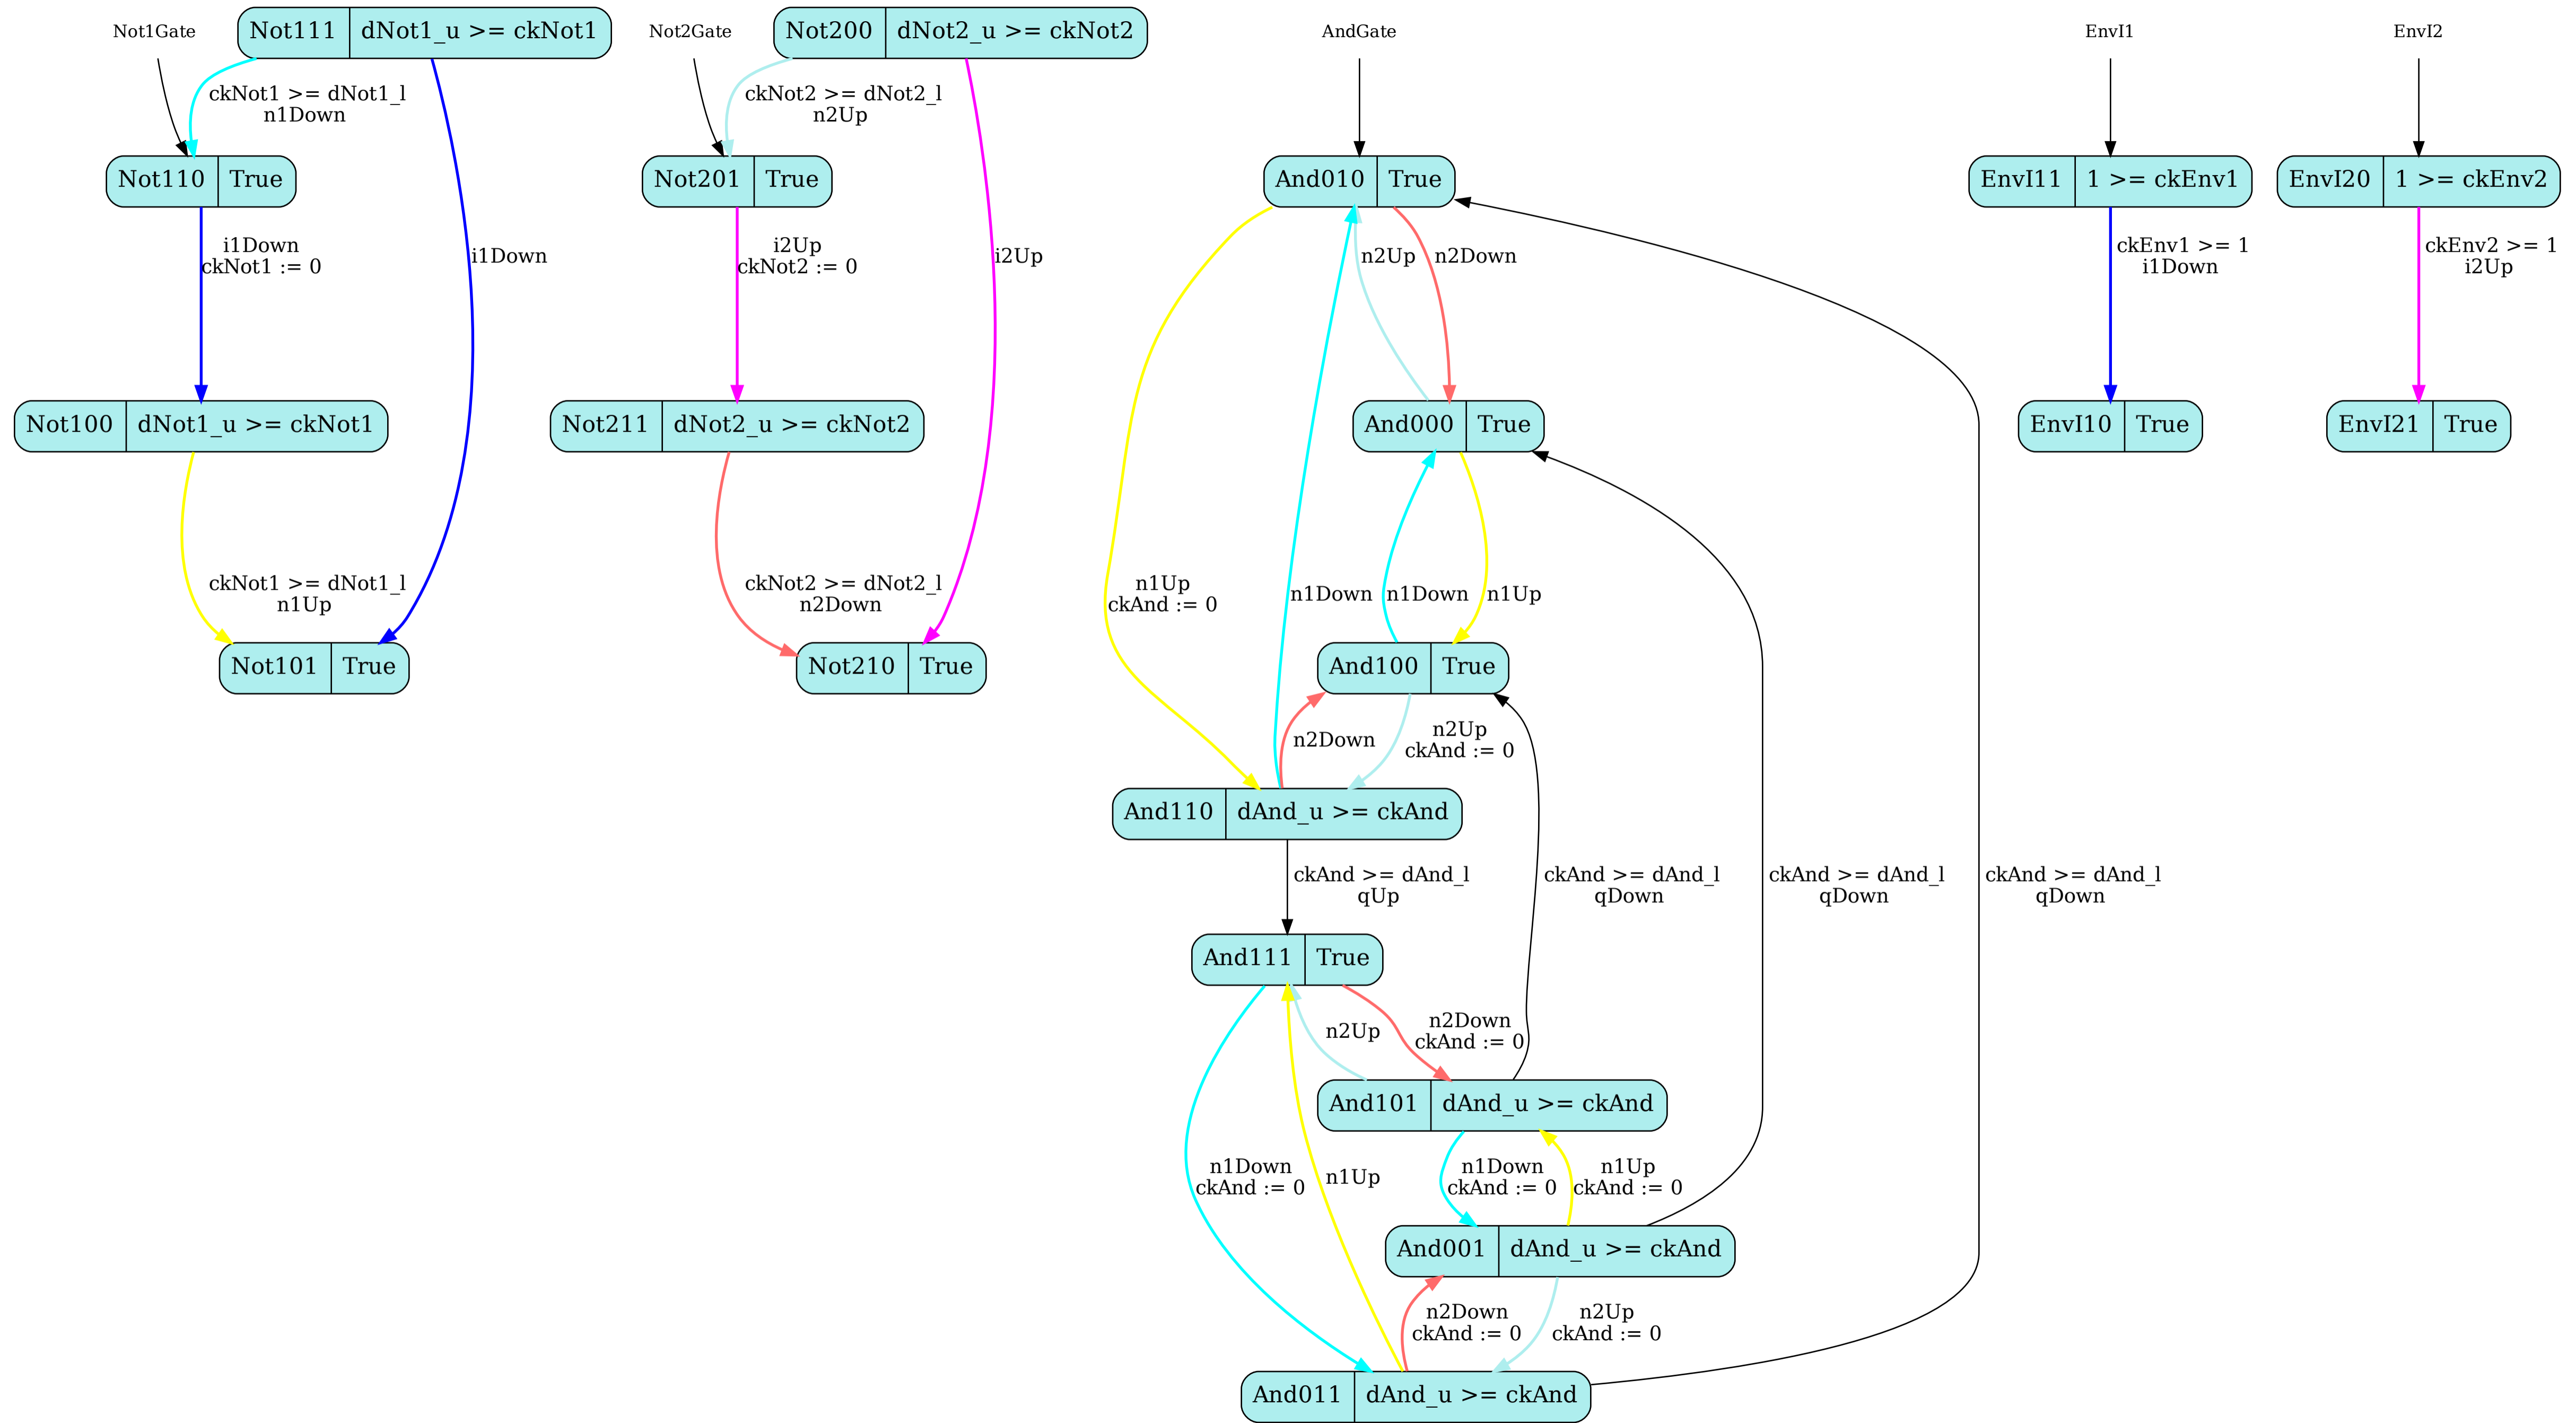 Not1Gate
Not111 dNot1_u >= ckNot1
Not2Gate
Not200 dNot2_u >= ckNot2
AndGate
EnvI1
EnvI2
ckNot1 >= dNot1_l
n1Down
ckNot2 >= dNot2_l
n2Up
Not110 True
Not201 True
And010 True
EnvI11 1 >= ckEnv1
EnvI20 1 >= ckEnv2
i1Down
ckNot1 := 0
i1Down
i2Up
ckNot2 := 0
i2Up
n2Up
n2Down
ckEnv1 >= 1
i1Down
ckEnv2 >= 1
i2Up
Not100 dNot1_u >= ckNot1
Not211 dNot2_u >= ckNot2
And000 True
EnvI10 True
EnvI21 True
ckNot1 >= dNot1_l
n1Up
ckNot2 >= dNot2_l
n2Down
n1Up
ckAnd := 0
n1Down
n1Down
n1Up
Not101 True
Not210 True
And100 True
n2Down
n2Up
ckAnd := 0
And110 dAnd_u >= ckAnd
ckAnd >= dAnd_l
qUp
ckAnd >= dAnd_l
qDown
ckAnd >= dAnd_l
qDown
ckAnd >= dAnd_l
qDown
And111 True
n2Up
n2Down
ckAnd := 0
And101 dAnd_u >= ckAnd
n1Down
ckAnd := 0
n1Up
n1Down
ckAnd := 0
n1Up
ckAnd := 0
And001 dAnd_u >= ckAnd
n2Down
ckAnd := 0
n2Up
ckAnd := 0
And011 dAnd_u >= ckAnd